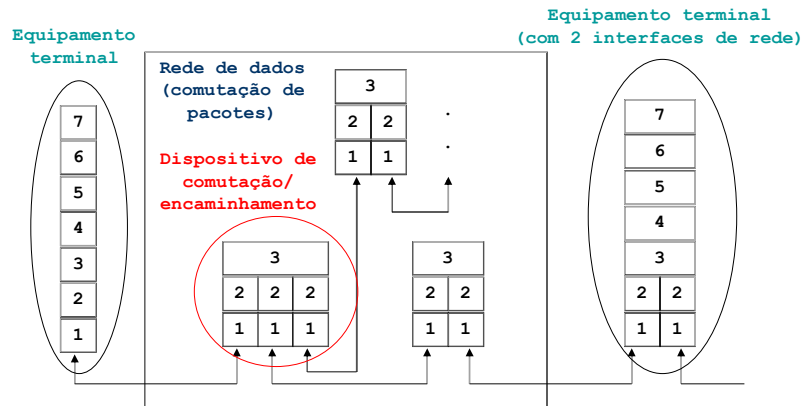 Equipamento
terminal
Equipamento terminal
(com 2 interfaces de rede)
Rede de dados
(comutação de
pacotes)
Dispositivo de
comutação/
encaminhamento
7
6
5
4
3
2
1
3
2 2
1 1
.
.
3
2 2 2
1 1 1
3
2 2
1 1
7
6
5
4
3
2 2
1 1